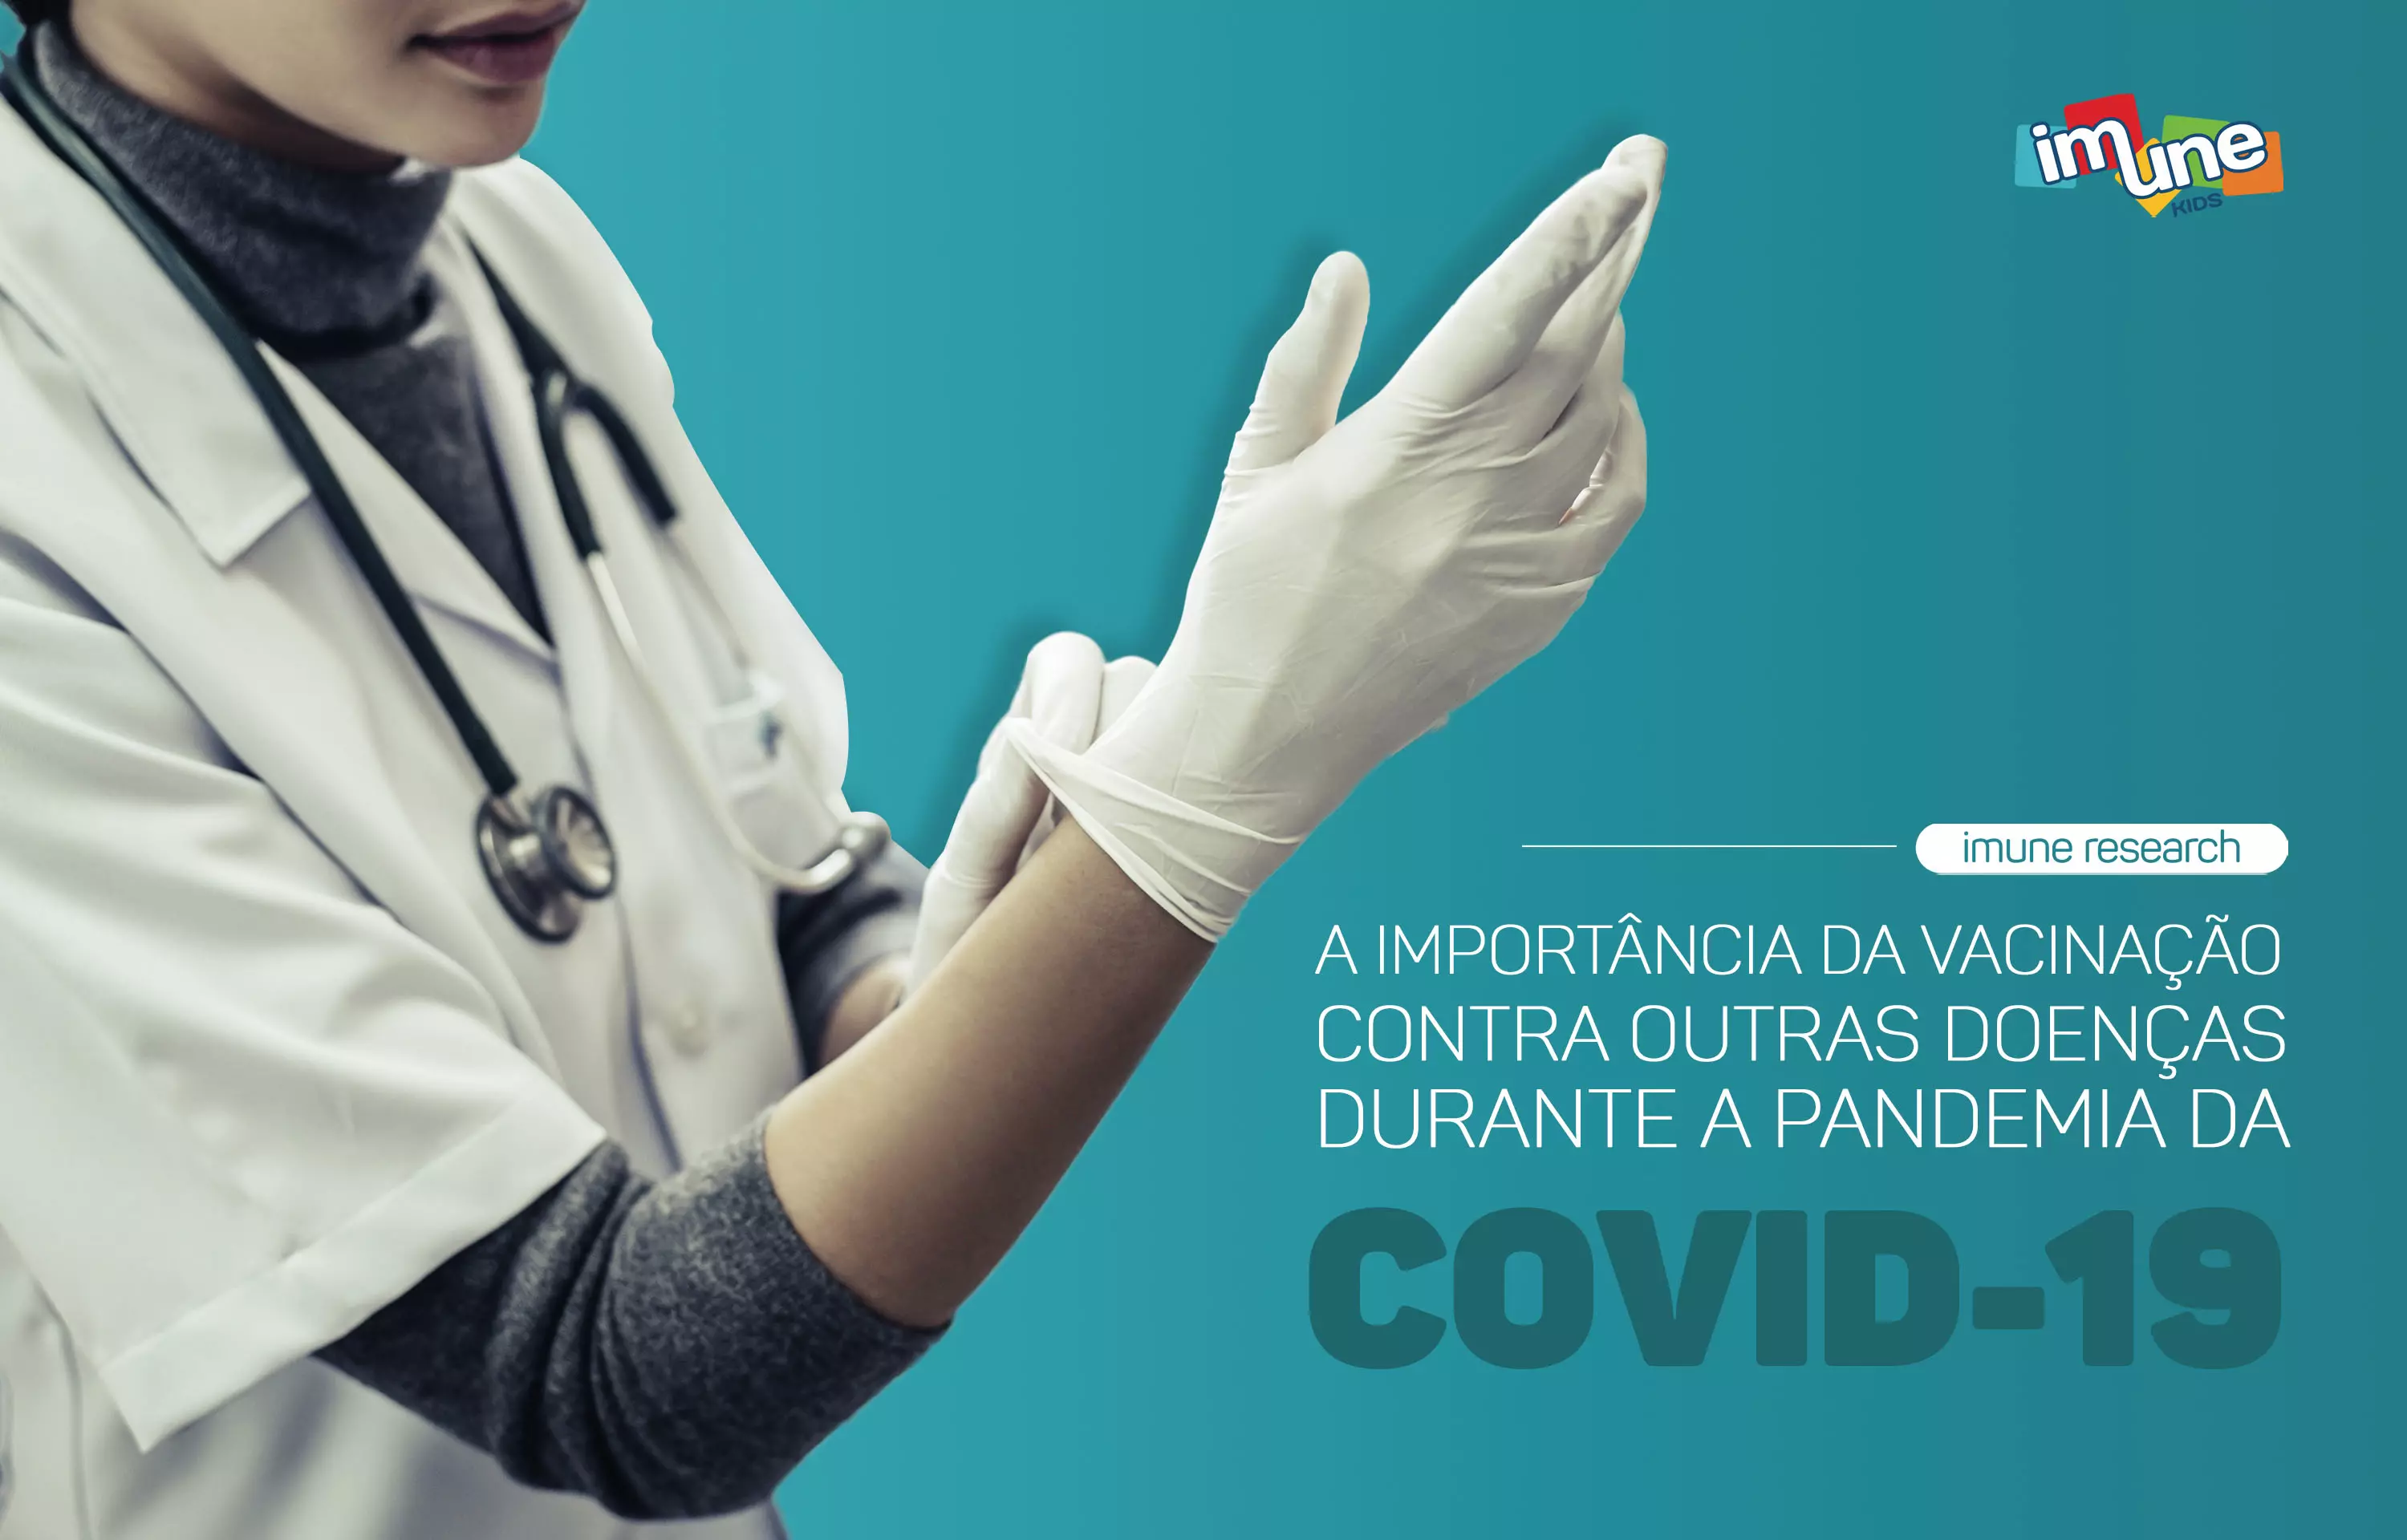 imune
KIDS
imune research
A IMPORTÂNCIA DA VACINAÇÃO
CONTRA OUTRAS DOENÇAS
DURANTE A PANDEMIA DA
COVID-19